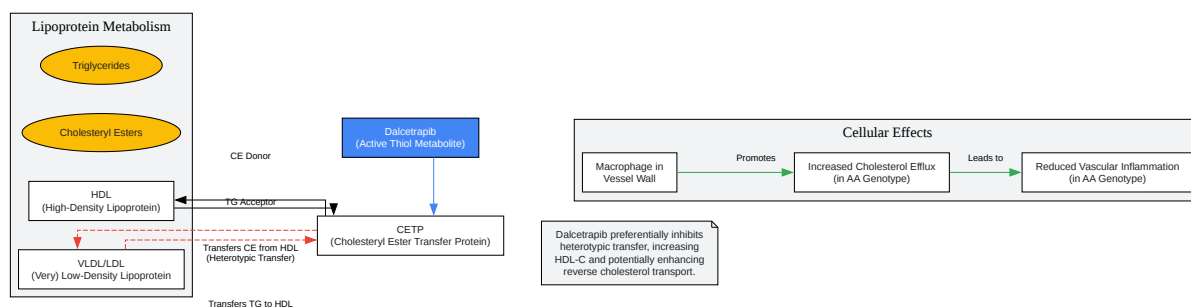 Lipoprotein Metabolism
Triglycerides
Cholesteryl Esters
HDL
(High-Density Lipoprotein)
VLDL/LDL
(Very) Low-Density Lipoprotein
CE Donor
TG Acceptor
Transfers CE from HDL
(Heterotypic Transfer)
Transfers TG to HDL
Dalcetrapib
(Active Thiol Metabolite)
CETP
(Cholesteryl Ester Transfer Protein)
Cellular Effects
Macrophage in
Vessel Wall
Promotes
Increased Cholesterol Efflux
(in AA Genotype)
Leads to
Reduced Vascular Inflammation
(in AA Genotype)
Dalcetrapib preferentially inhibits
heterotypic transfer, increasing
HDL-C and potentially enhancing
reverse cholesterol transport.